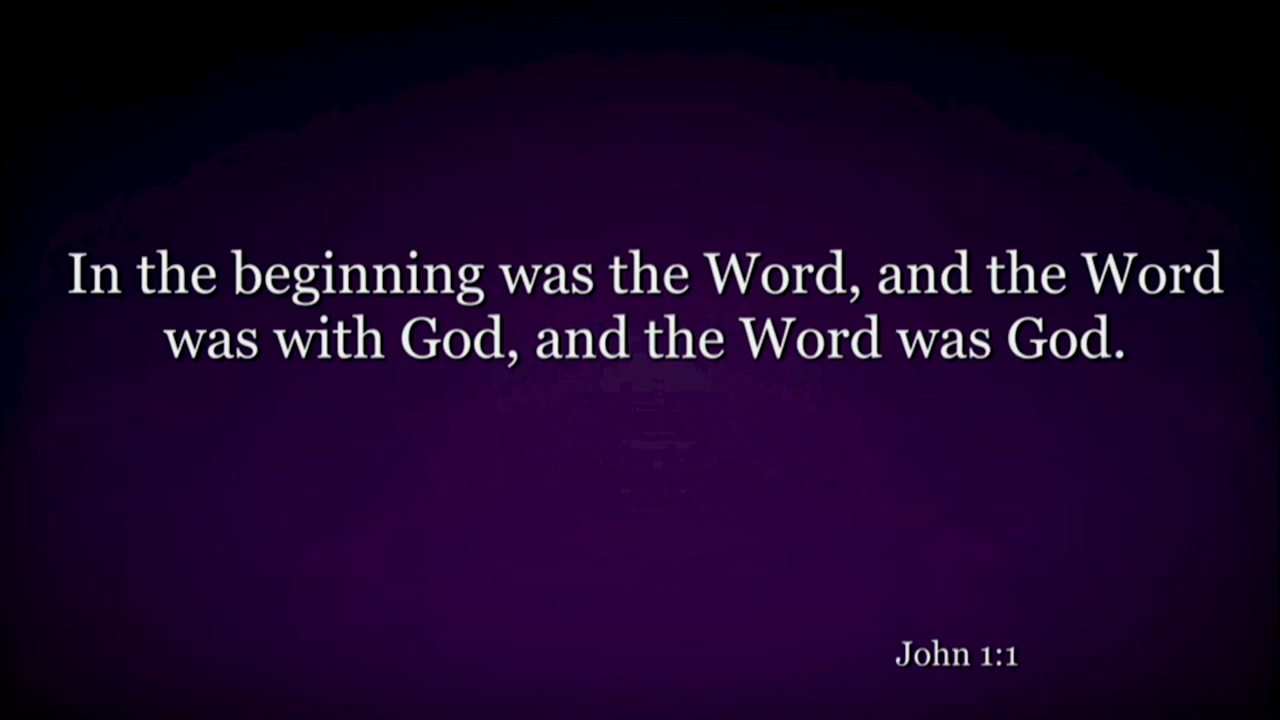 In the beginning was the Word, and the Word
was with God, and the Word was God.
John 1:1